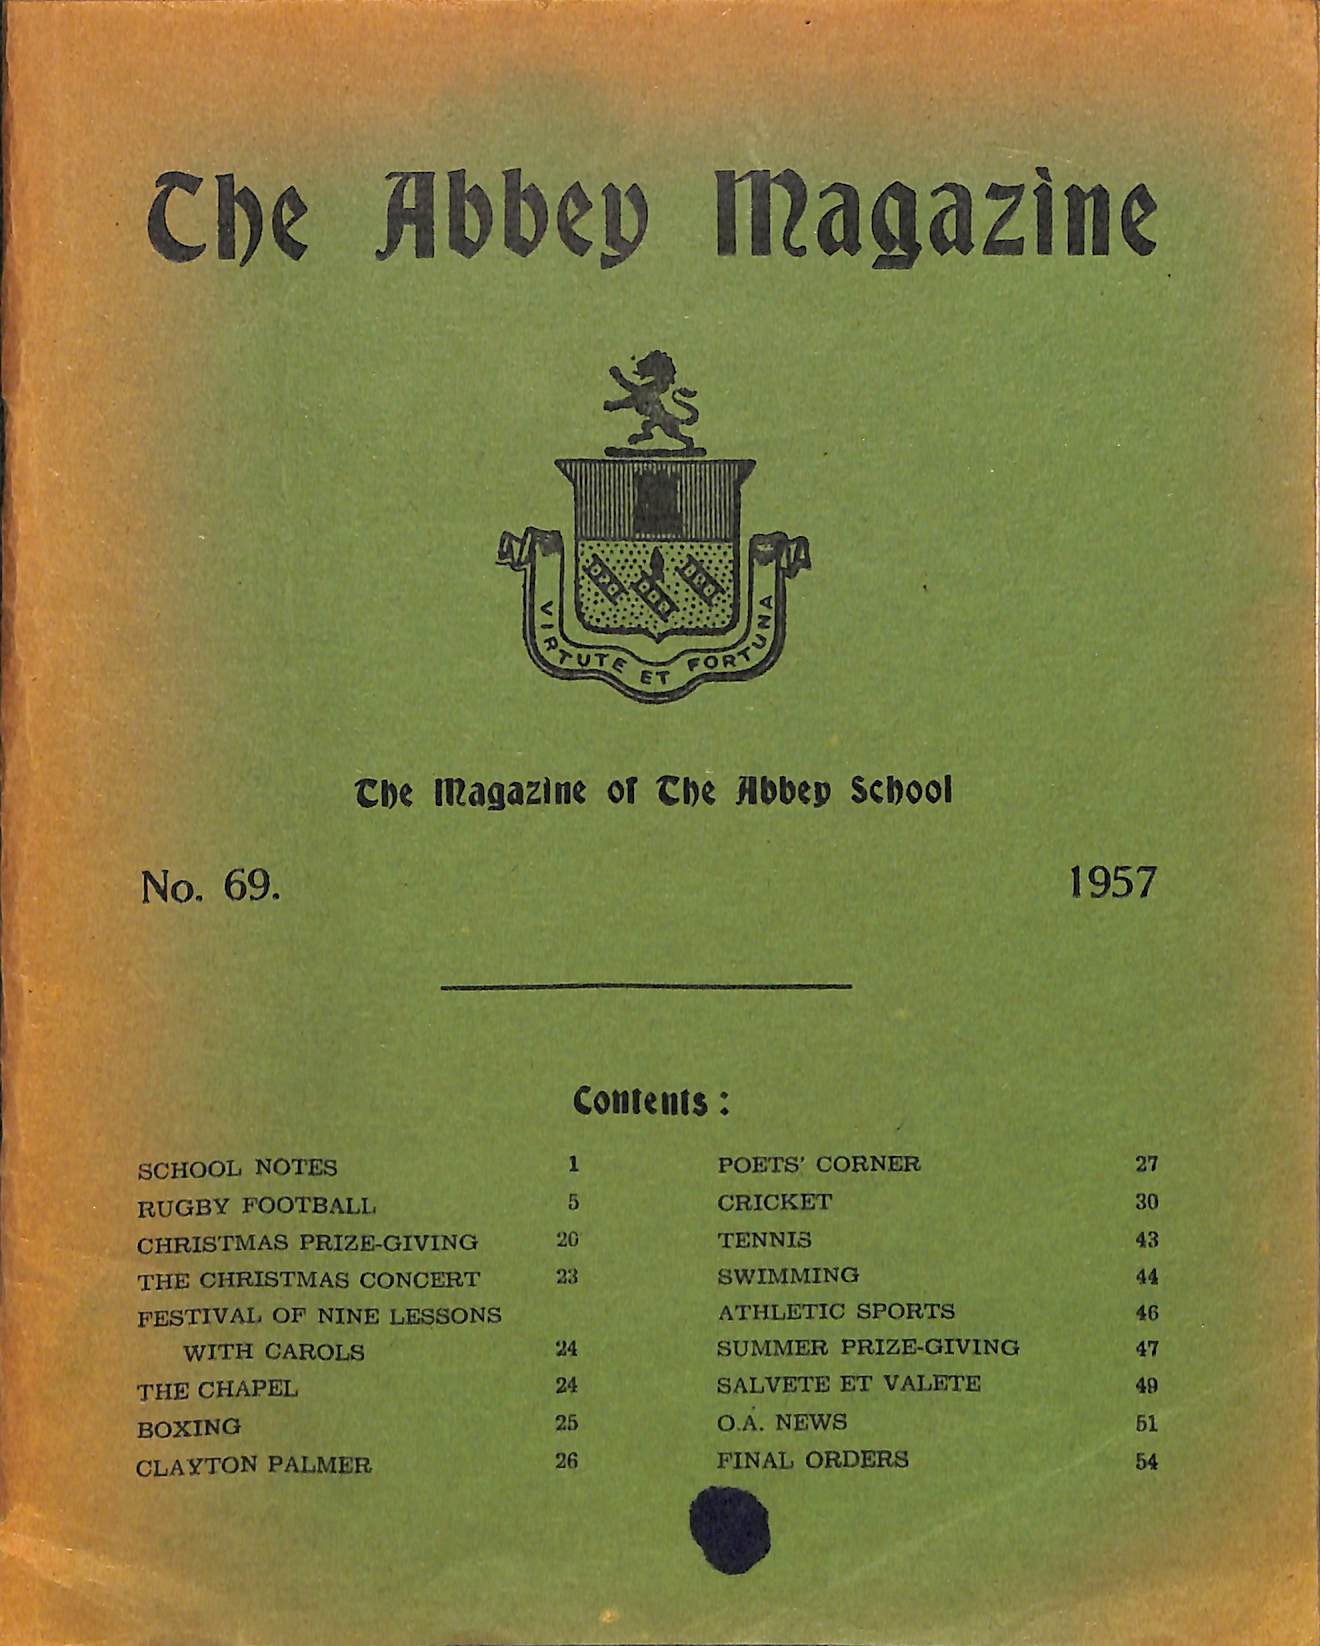 The Abbey Magazine
VIRTUTE ET FORTUNA
The Magazine of The Abbey School
No. 69. 1957
Contents :
SCHOOL NOTES 1
RUGBY FOOTBALL 5
CHRISTMAS PRIZE-GIVING 20
THE CHRISTMAS CONCERT 23
FESTIVAL OF NINE LESSONS
WITH CAROLS 24
THE CHAPEL 24
BOXING 25
CLAYTON PALMER 26
POETS' CORNER 27
CRICKET 30
TENNIS 43
SWIMMING 44
ATHLETIC SPORTS 46
SUMMER PRIZE-GIVING 47
SALVETE ET VALETE 49
O.A. NEWS 51
FINAL ORDERS 54